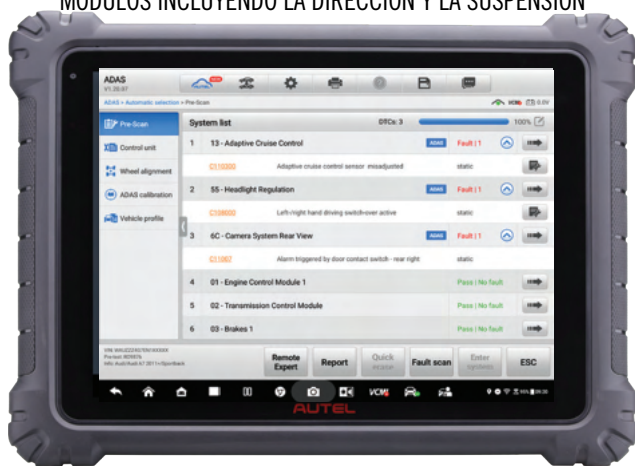 MÓDULOS INCLUYENDO LA DIRECCIÓN Y LA SUSPENSIÓN
ADAS
ADAS > Automatic selection > Pre-Scan
VCMI 0.0V
Pre-Scan
System list
DTCs: 3
100%
1 13 - Adaptive Cruise Control ADAS Fault | 1
Control unit
C110300 Adaptive cruise control sensor misadjusted static
Wheel alignment
2 55 - Headlight Regulation ADAS Fault | 1
ADAS calibration
Left-/right hand driving switch-over active static
Vehicle profile
3 6C - Camera System Rear View ADAS Fault | 1
Alarm triggered by door contact switch - rear right static
4 01 - Engine Control Module 1 Pass | No fault
5 02 - Transmission Control Module Pass | No fault
6 03 - Brakes 1 Pass | No fault
Remote Expert
Report
Quick erase
Fault scan
Enter system
ESC
VCMI
AUTEL